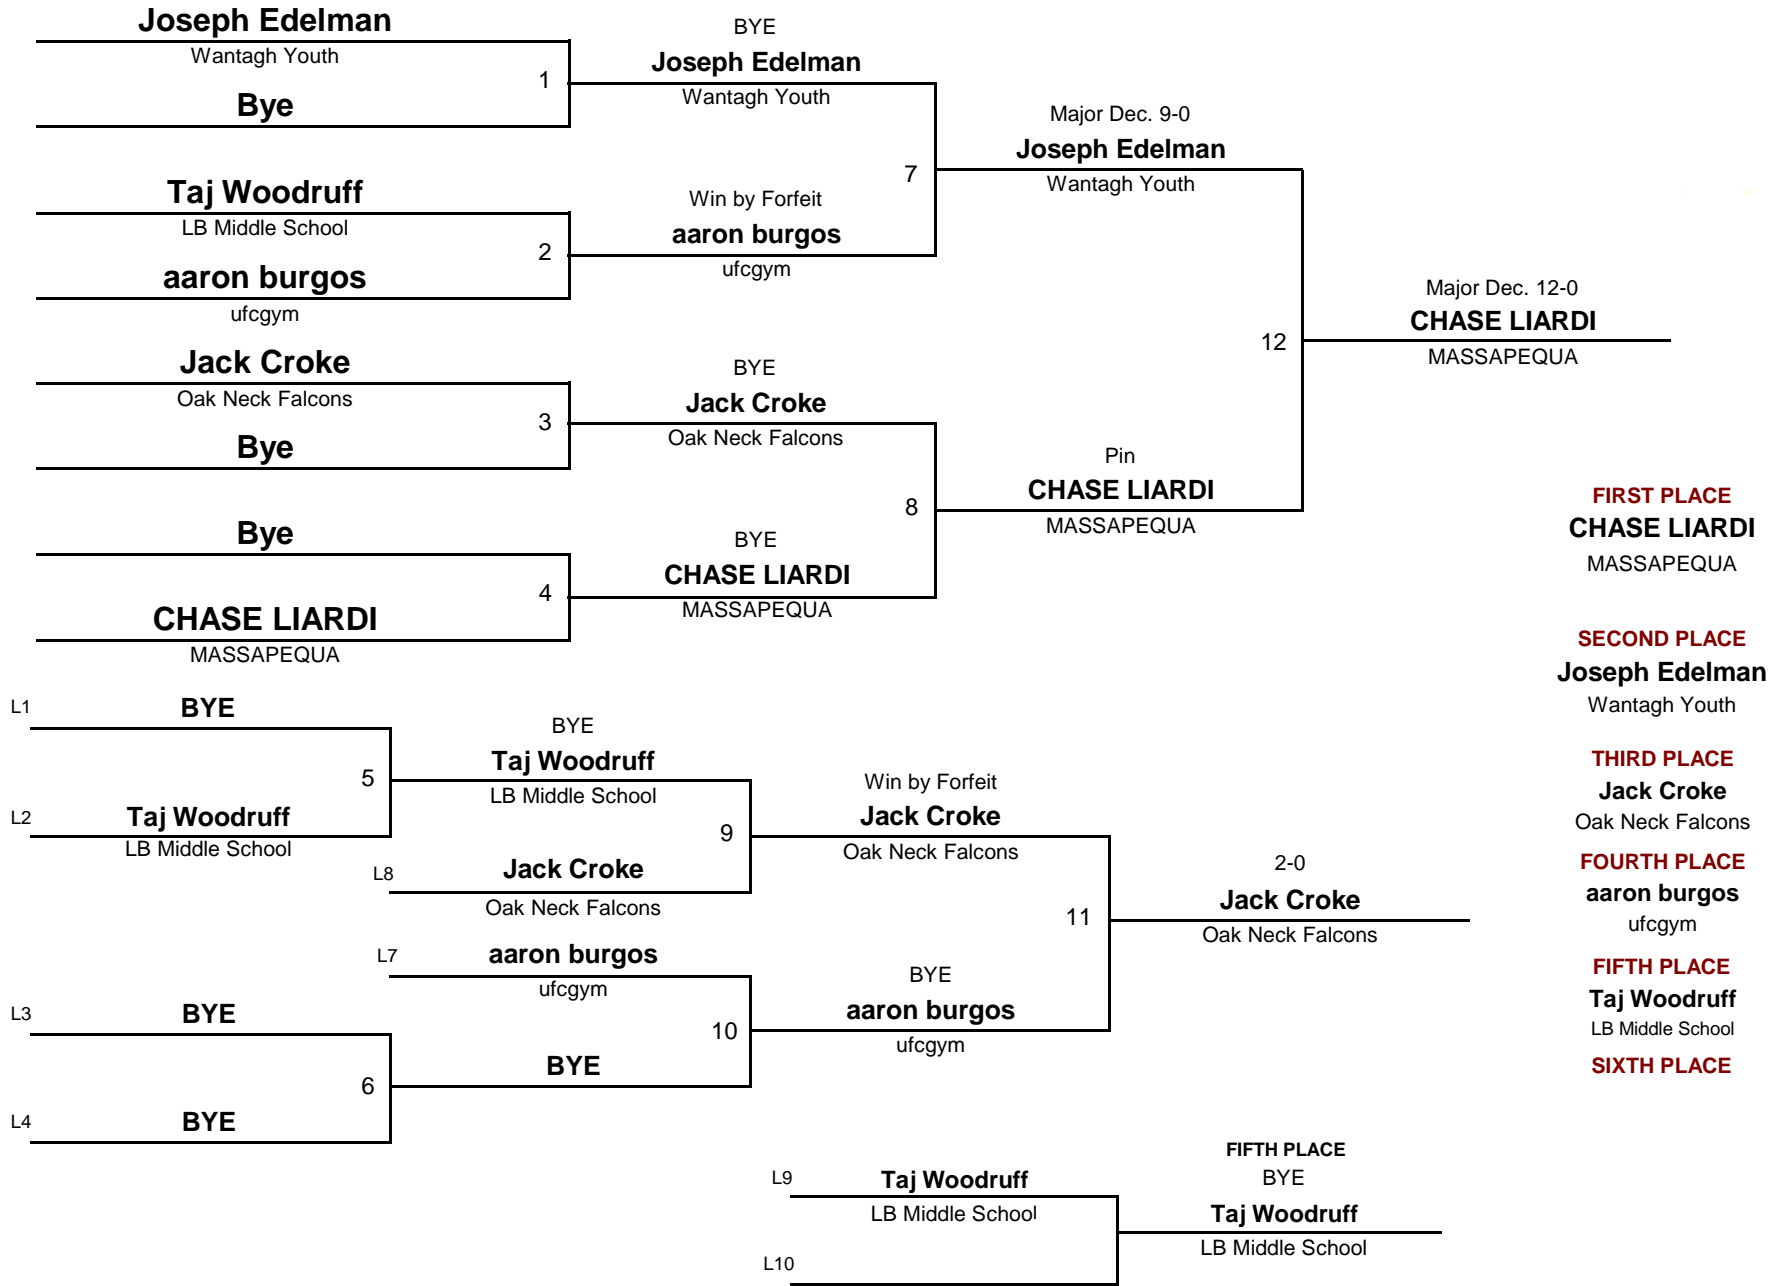 Joseph Edelman
Wantagh Youth
1
Bye
BYE
Joseph Edelman
Wantagh Youth
Taj Woodruff
LB Middle School
2
aaron burgos
ufcgym
Win by Forfeit
aaron burgos
ufcgym
7
Major Dec. 9-0
Joseph Edelman
Wantagh Youth
Jack Croke
Oak Neck Falcons
3
Bye
BYE
Jack Croke
Oak Neck Falcons
Bye
4
CHASE LIARDI
MASSAPEQUA
BYE
CHASE LIARDI
MASSAPEQUA
8
Pin
CHASE LIARDI
MASSAPEQUA
12
Major Dec. 12-0
CHASE LIARDI
MASSAPEQUA
L1
BYE
5
L2
Taj Woodruff
LB Middle School
BYE
Taj Woodruff
LB Middle School
9
L8
Jack Croke
Oak Neck Falcons
Win by Forfeit
Jack Croke
Oak Neck Falcons
L7
aaron burgos
ufcgym
10
L3
BYE
6
L4
BYE
BYE
BYE
aaron burgos
ufcgym
11
2-0
Jack Croke
Oak Neck Falcons
L9
Taj Woodruff
LB Middle School
L10
FIFTH PLACE
BYE
Taj Woodruff
LB Middle School
FIRST PLACE
CHASE LIARDI
MASSAPEQUA
SECOND PLACE
Joseph Edelman
Wantagh Youth
THIRD PLACE
Jack Croke
Oak Neck Falcons
FOURTH PLACE
aaron burgos
ufcgym
FIFTH PLACE
Taj Woodruff
LB Middle School
SIXTH PLACE